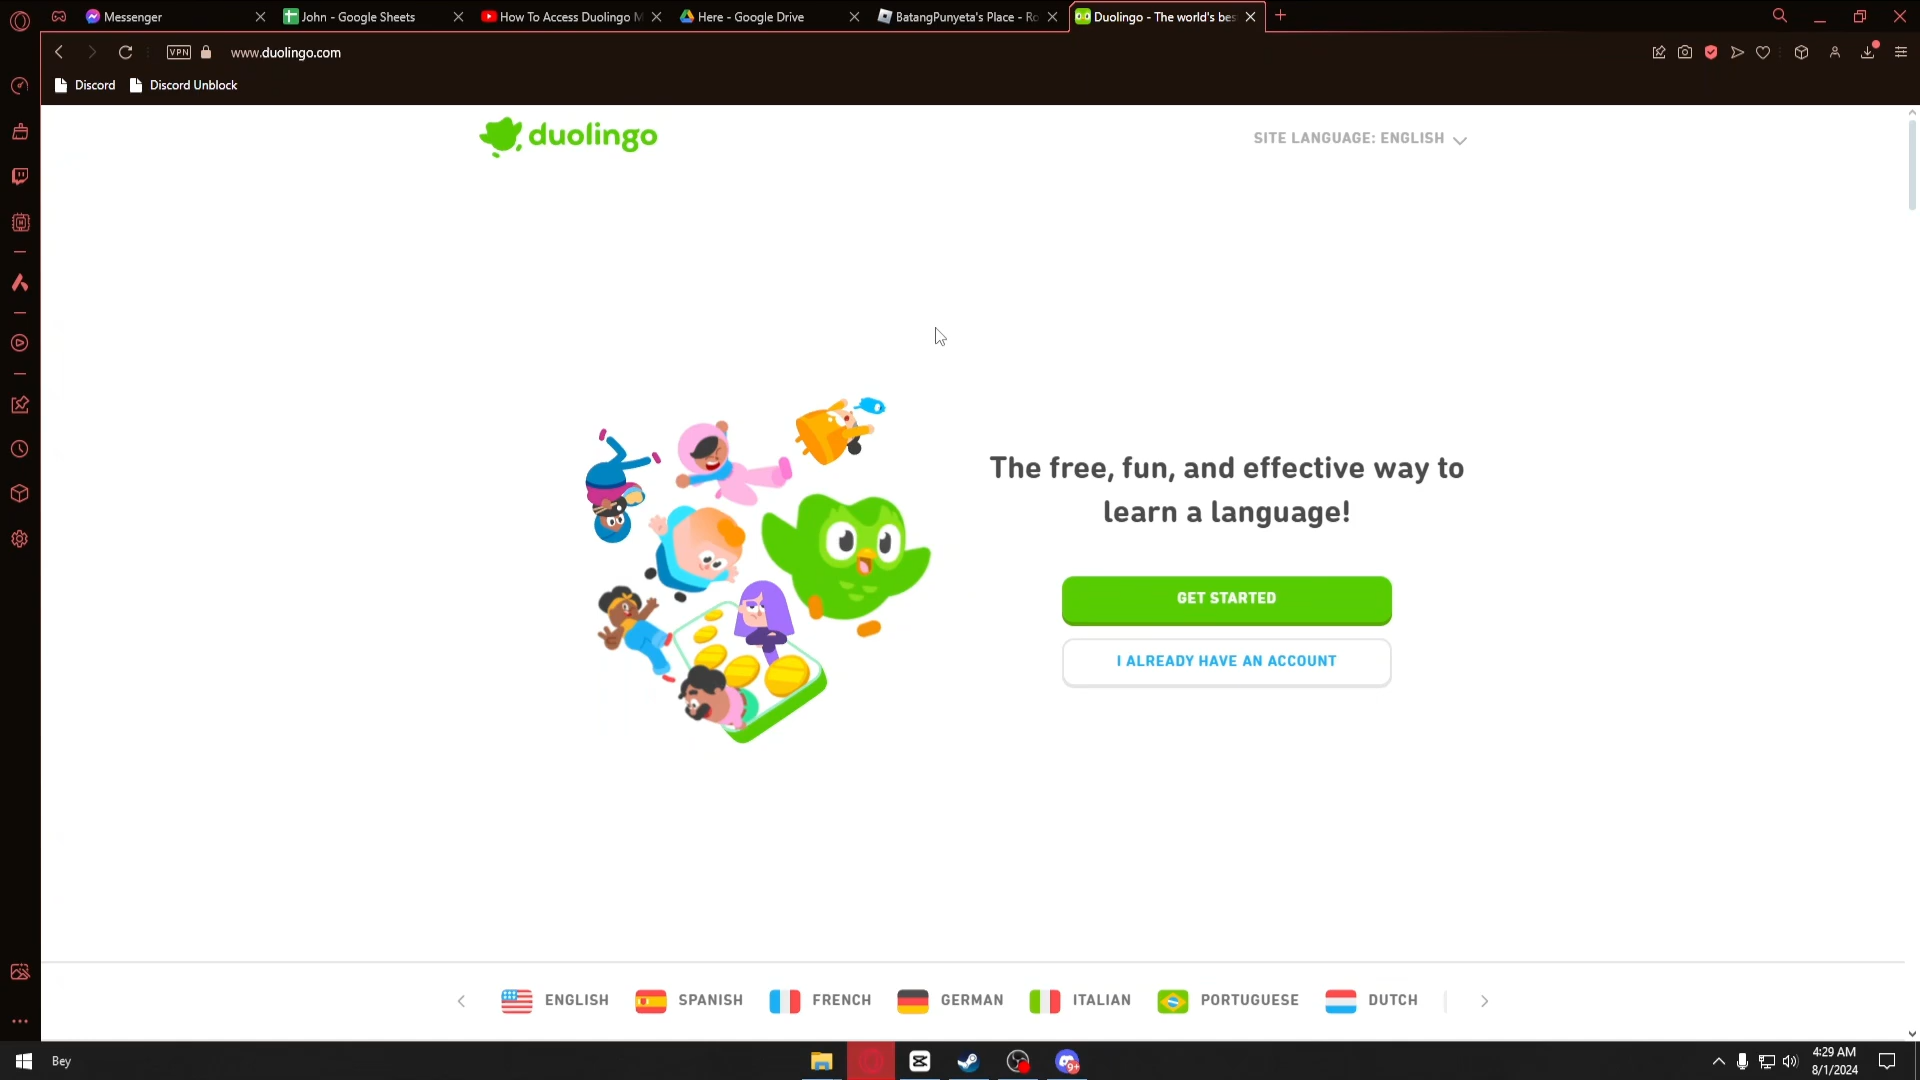 Messenger
John - Google Sheets
How To Access Duolingo M
Here - Google Drive
BatangPunyeta's Place - Ro
Duolingo - The world's bes
VPN
www.duolingo.com
Discord
Discord Unblock
duolingo
SITE LANGUAGE: ENGLISH
The free, fun, and effective way to
learn a language!
GET STARTED
I ALREADY HAVE AN ACCOUNT
ENGLISH
SPANISH
FRENCH
GERMAN
ITALIAN
PORTUGUESE
DUTCH
Bey
9+
4:29 AM
8/1/2024